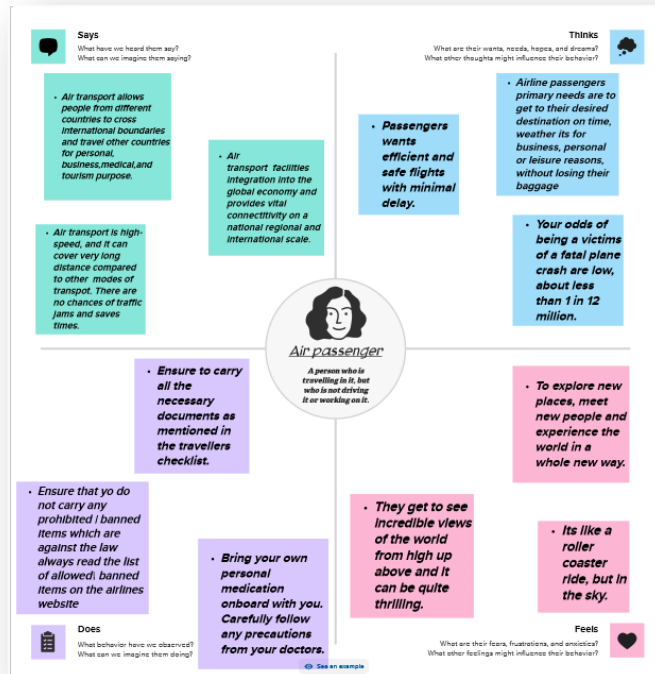 Says
What have we heard them say?
What can we imagine them saying?
• Air transport allows
people from different
countries to cross
international boundaries
and travel other countries
for personal,
business,medical,and
tourism purpose.
• Air
transport facilities
integration into the
global economy and
provides vital
connectitivity on a
national regional and
international scale.
• Air transport is high-
speed, and it can
cover very long
distance compared
to other modes of
transpot. There are
no chances of traffic
jams and saves
times.
Thinks
What are their wants, needs, hopes, and dreams?
What other thoughts might influence their behavior?
• Passengers
wants
efficient and
safe flights
with minimal
delay.
• Airline passengers
primary needs are to
get to their desired
destination on time,
weather its for
business, personal
or leisure reasons,
without losing their
baggage
• Your odds of
being a victims
of a fatal plane
crash are low,
about less
than 1 in 12
million.
Air passenger
A person who is
travelling in it, but
who is not driving
it or working on it.
• Ensure to carry
all the
necessary
documents as
mentioned in
the travellers
checklist.
• Ensure that yo do
not carry any
prohibited | banned
items which are
against the law
always read the list
of allowed\ banned
items on the airlines
website
• Bring your own
personal
medication
onboard with you.
Carefully follow
any precautions
from your doctors.
Does
What behavior have we observed?
What can we imagine them doing?
• To explore new
places, meet
new people and
experience the
world in a
whole new way.
• They get to see
incredible views
of the world
from high up
above and it
can be quite
thrilling.
• Its like a
roller
coaster
ride, but in
the sky.
Feels
What are their fears, frustrations, and anxieties?
What other feelings might influence their behavior?
See an example